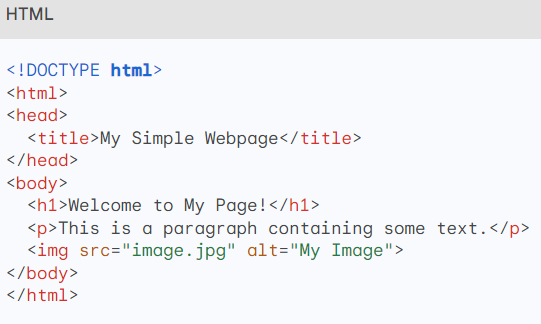 HTML
<!DOCTYPE html>
<html>
<head>
<title>My Simple Webpage</title>
</head>
<body>
<h1>Welcome to My Page!</h1>
<p>This is a paragraph containing some text.</p>
<img src="image.jpg" alt="My Image">
</body>
</html>